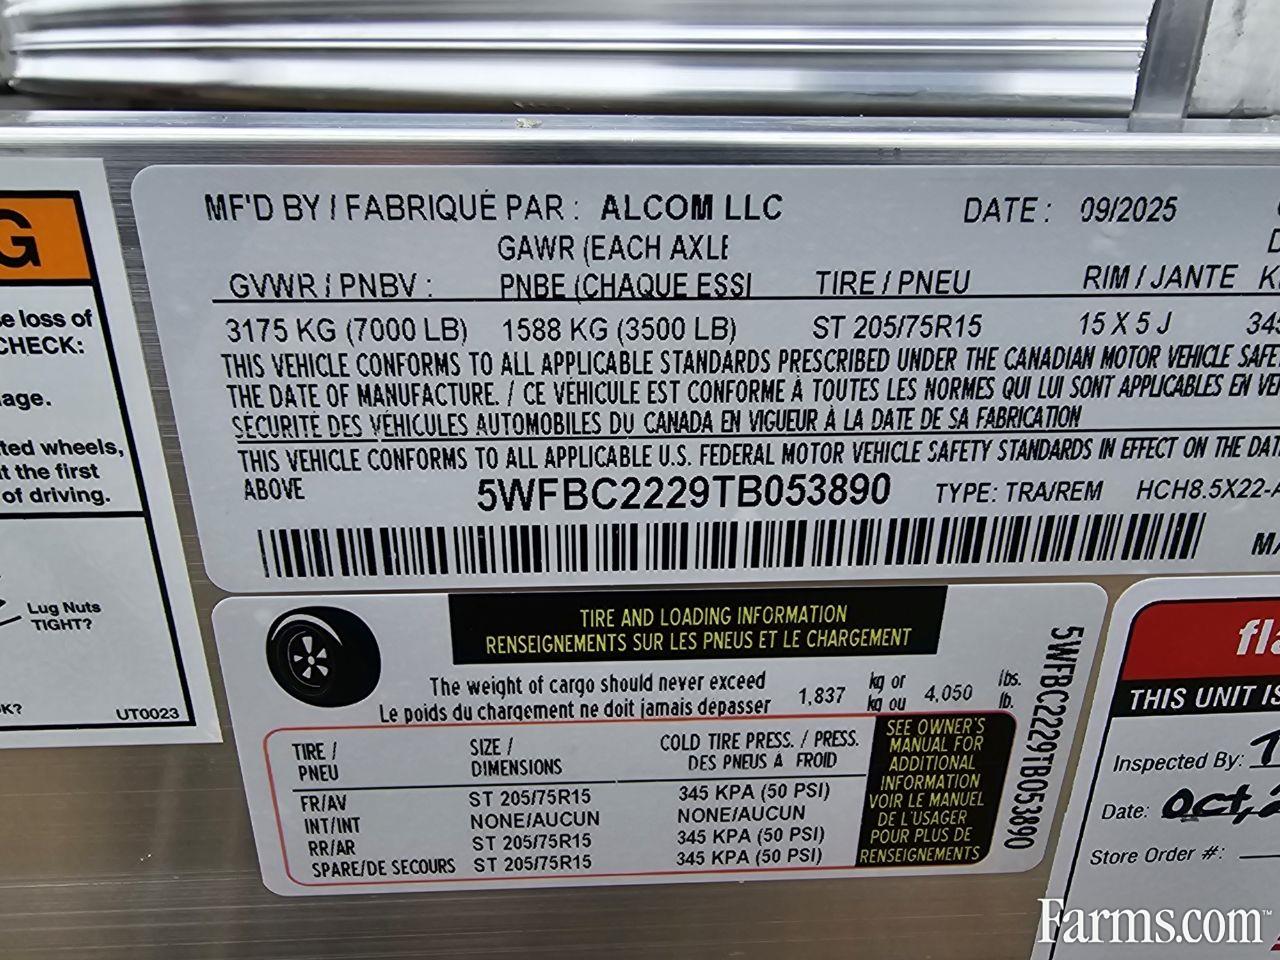 G
e loss of
CHECK:
age.
ted wheels,
t the first
of driving.
Lug Nuts
TIGHT?
K?
UT0023
MF'D BY / FABRIQUÉ PAR : ALCOM LLC DATE : 09/2025
GAWR (EACH AXLE
GVWR / PNBV : PNBE (CHAQUE ESSI TIRE / PNEU RIM / JANTE
3175 KG (7000 LB) 1588 KG (3500 LB) ST 205/75R15 15 X 5 J 34
THIS VEHICLE CONFORMS TO ALL APPLICABLE STANDARDS PRESCRIBED UNDER THE CANADIAN MOTOR VEHICLE SAFE
THE DATE OF MANUFACTURE. / CE VÉHICULE EST CONFORME À TOUTES LES NORMES QUI LUI SONT APPLICABLES EN VE
SÉCURITÉ DES VÉHICULES AUTOMOBILES DU CANADA EN VIGUEUR À LA DATE DE SA FABRICATION
THIS VEHICLE CONFORMS TO ALL APPLICABLE U.S. FEDERAL MOTOR VEHICLE SAFETY STANDARDS IN EFFECT ON THE DAT
ABOVE 5WFBC2229TB053890 TYPE: TRA/REM HCH8.5X22-A
TIRE AND LOADING INFORMATION
RENSEIGNEMENTS SUR LES PNEUS ET LE CHARGEMENT
The weight of cargo should never exceed 1,837 kg or 4,050 lbs.
Le poids du chargement ne doit jamais depasser kg ou lb.
TIRE / SIZE / COLD TIRE PRESS. / PRESS.
PNEU DIMENSIONS DES PNEUS À FROID
FR/AV ST 205/75R15 345 KPA (50 PSI)
INT/INT NONE/AUCUN NONE/AUCUN
RR/AR ST 205/75R15 345 KPA (50 PSI)
SPARE/DE SECOURS ST 205/75R15 345 KPA (50 PSI)
SEE OWNER'S
MANUAL FOR
ADDITIONAL
INFORMATION
VOIR LE MANUEL
DE L'USAGER
POUR PLUS DE
RENSEIGNEMENTS
5WFBC2229TB053890
fla
THIS UNIT IS
Inspected By:
Date: Oct, 2
Store Order #:
Farms.com™